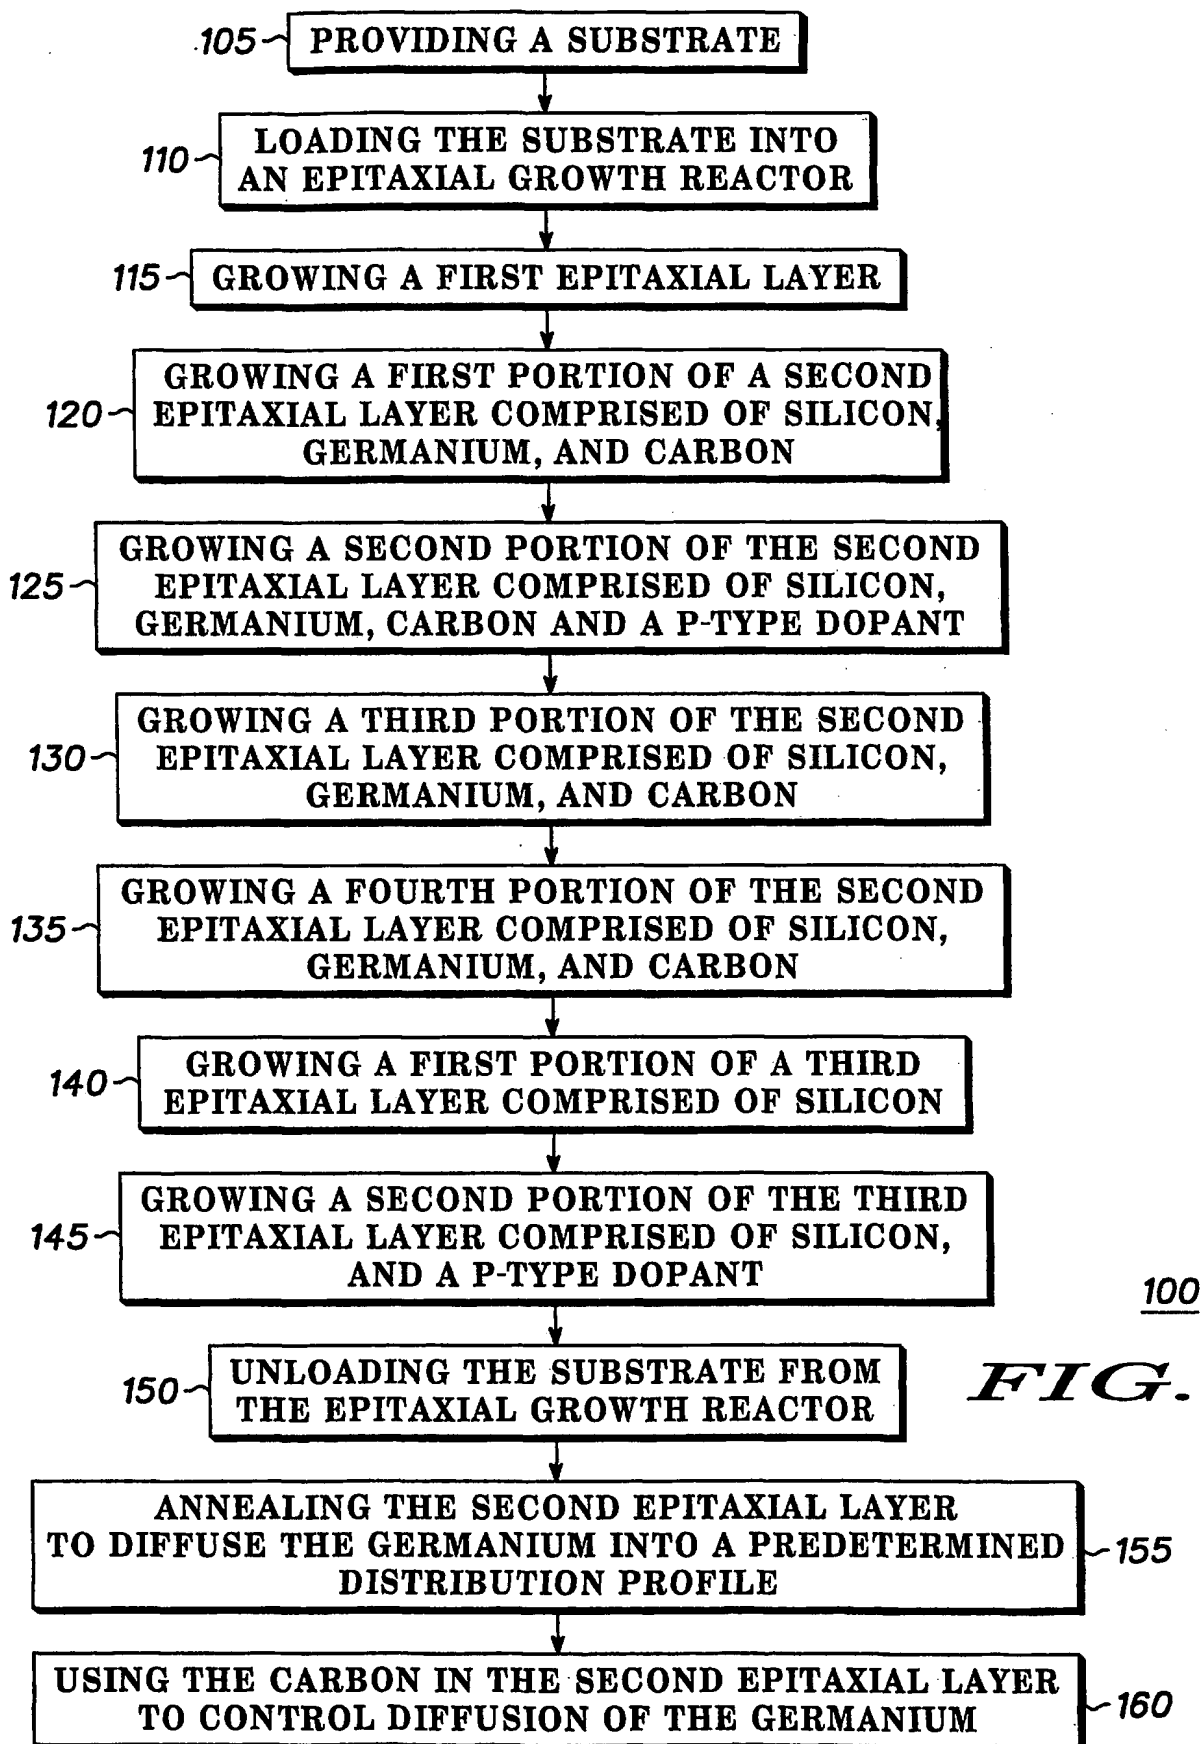 105
PROVIDING A SUBSTRATE
110
LOADING THE SUBSTRATE INTO
AN EPITAXIAL GROWTH REACTOR
115
GROWING A FIRST EPITAXIAL LAYER
120
GROWING A FIRST PORTION OF A SECOND
EPITAXIAL LAYER COMPRISED OF SILICON,
GERMANIUM, AND CARBON
125
GROWING A SECOND PORTION OF THE SECOND
EPITAXIAL LAYER COMPRISED OF SILICON,
GERMANIUM, CARBON AND A P-TYPE DOPANT
130
GROWING A THIRD PORTION OF THE SECOND
EPITAXIAL LAYER COMPRISED OF SILICON,
GERMANIUM, AND CARBON
135
GROWING A FOURTH PORTION OF THE SECOND
EPITAXIAL LAYER COMPRISED OF SILICON,
GERMANIUM, AND CARBON
140
GROWING A FIRST PORTION OF A THIRD
EPITAXIAL LAYER COMPRISED OF SILICON
145
GROWING A SECOND PORTION OF THE THIRD
EPITAXIAL LAYER COMPRISED OF SILICON,
AND A P-TYPE DOPANT
100
150
UNLOADING THE SUBSTRATE FROM
THE EPITAXIAL GROWTH REACTOR
FIG.
ANNEALING THE SECOND EPITAXIAL LAYER
TO DIFFUSE THE GERMANIUM INTO A PREDETERMINED
DISTRIBUTION PROFILE
155
USING THE CARBON IN THE SECOND EPITAXIAL LAYER
TO CONTROL DIFFUSION OF THE GERMANIUM
160